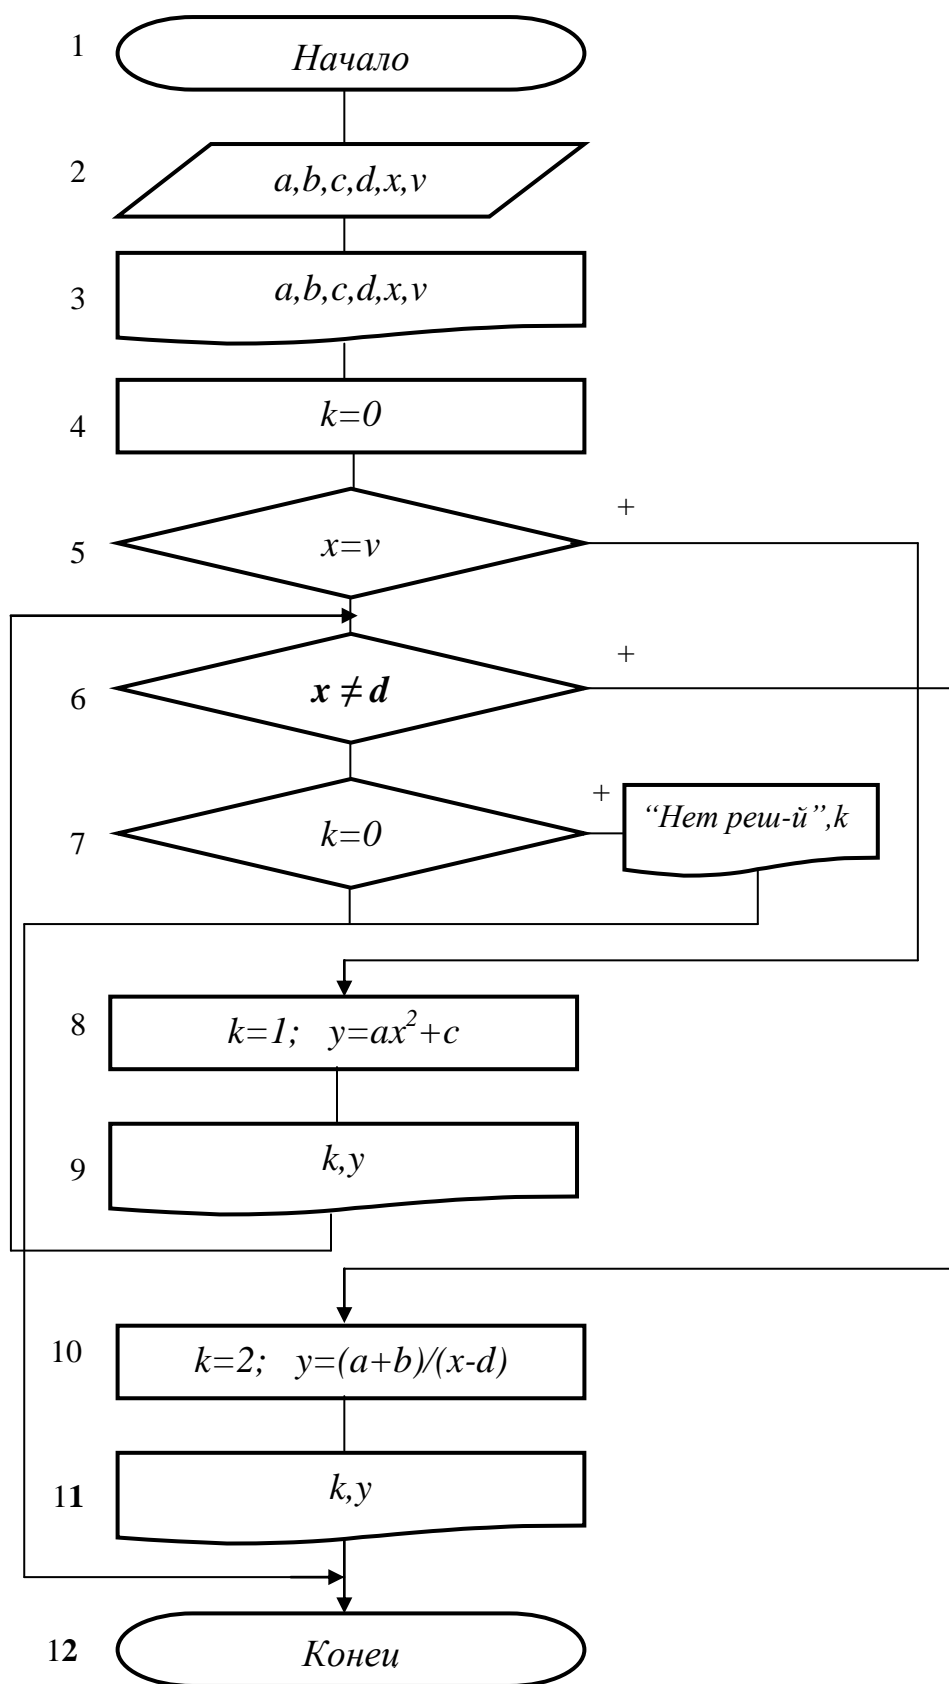 1 Начало
2 a,b,c,d,x,v
3 a,b,c,d,x,v
4 k=0
+
5 x=v
+
6 x ≠ d
+
7 k=0 “Нет реш-й”,k
8 k=1; y=ax²+c
9 k,y
10 k=2; y=(a+b)/(x-d)
11 k,y
12 Конец